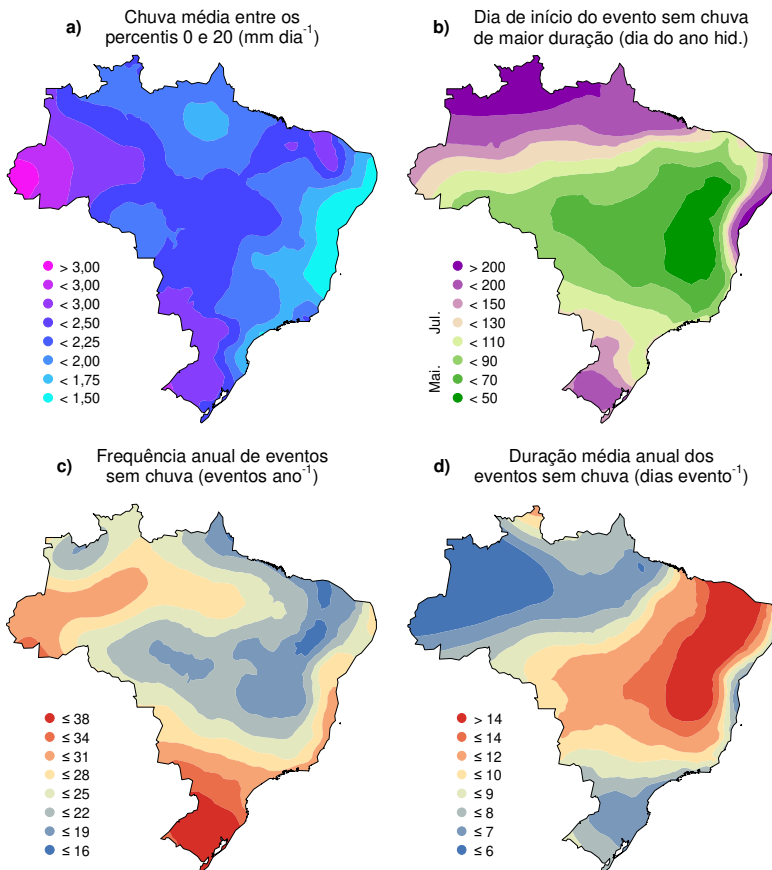 a)
Chuva média entre os
percentis 0 e 20 (mm dia⁻¹)
> 3,00
< 3,00
< 3,00
< 2,50
< 2,25
< 2,00
< 1,75
< 1,50
b)
Dia de início do evento sem chuva
de maior duração (dia do ano hid.)
> 200
< 200
< 150
< 130
< 110
< 90
< 70
< 50
Jul.
Mai.
c)
Frequência anual de eventos
sem chuva (eventos ano⁻¹)
≤ 38
≤ 34
≤ 31
≤ 28
≤ 25
≤ 22
≤ 19
≤ 16
d)
Duração média anual dos
eventos sem chuva (dias evento⁻¹)
> 14
≤ 14
≤ 12
≤ 10
≤ 9
≤ 8
≤ 7
≤ 6